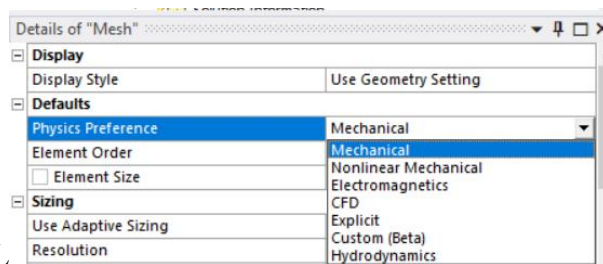 Details of "Mesh"
Display
Display Style Use Geometry Setting
Defaults
Physics Preference Mechanical
Element Order Mechanical
Nonlinear Mechanical
Element Size Electromagnetics
Sizing CFD
Use Adaptive Sizing Explicit
Custom (Beta)
Resolution Hydrodynamics